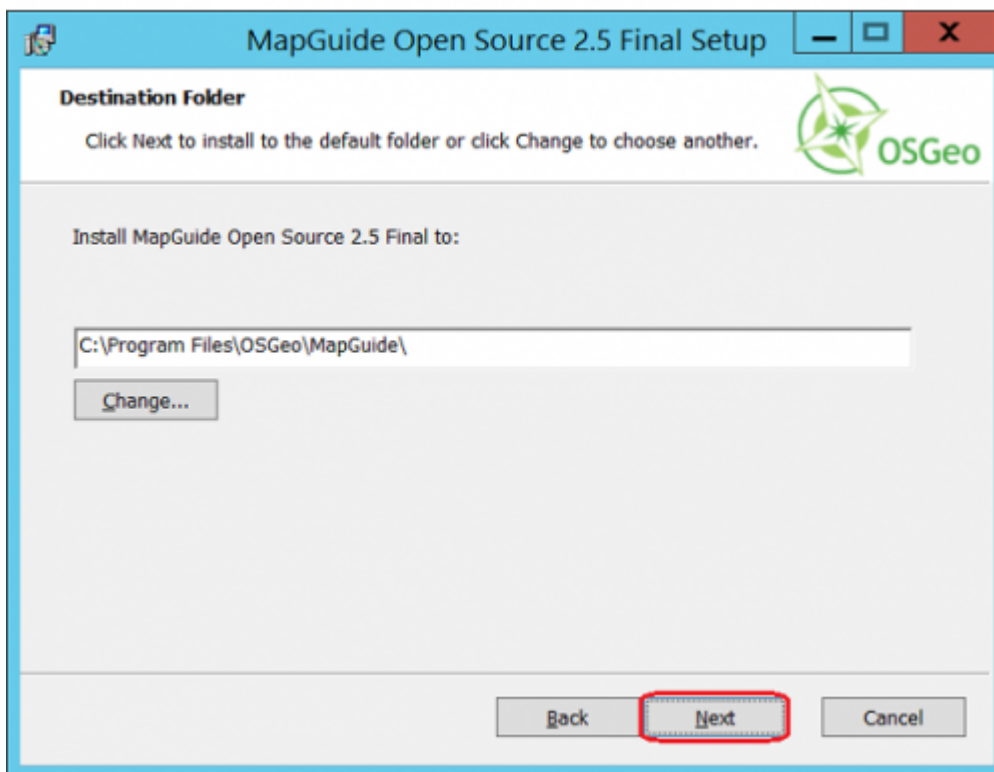 MapGuide Open Source 2.5 Final Setup
Destination Folder
Click Next to install to the default folder or click Change to choose another.
OSGeo
Install MapGuide Open Source 2.5 Final to:
C:\Program Files\OSGeo\MapGuide\
Change...
Back Next Cancel